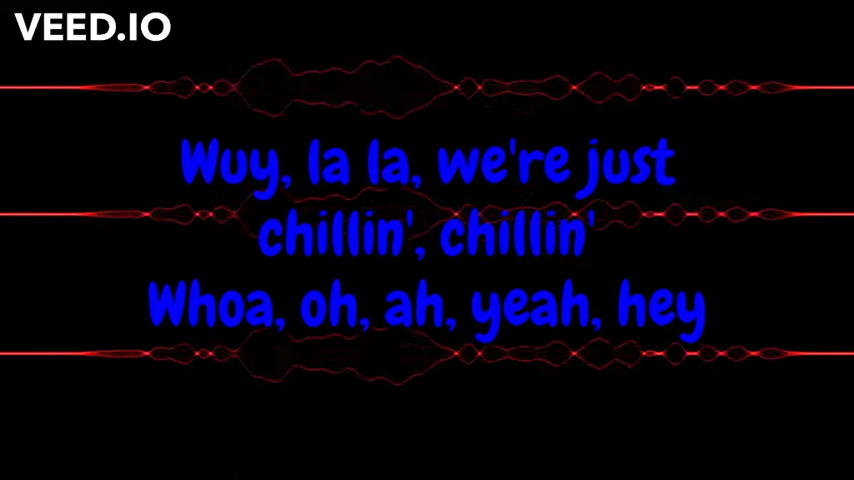 VEED.IO
Wuy, la la, we're just
chillin', chillin'
Whoa, oh, ah, yeah, hey